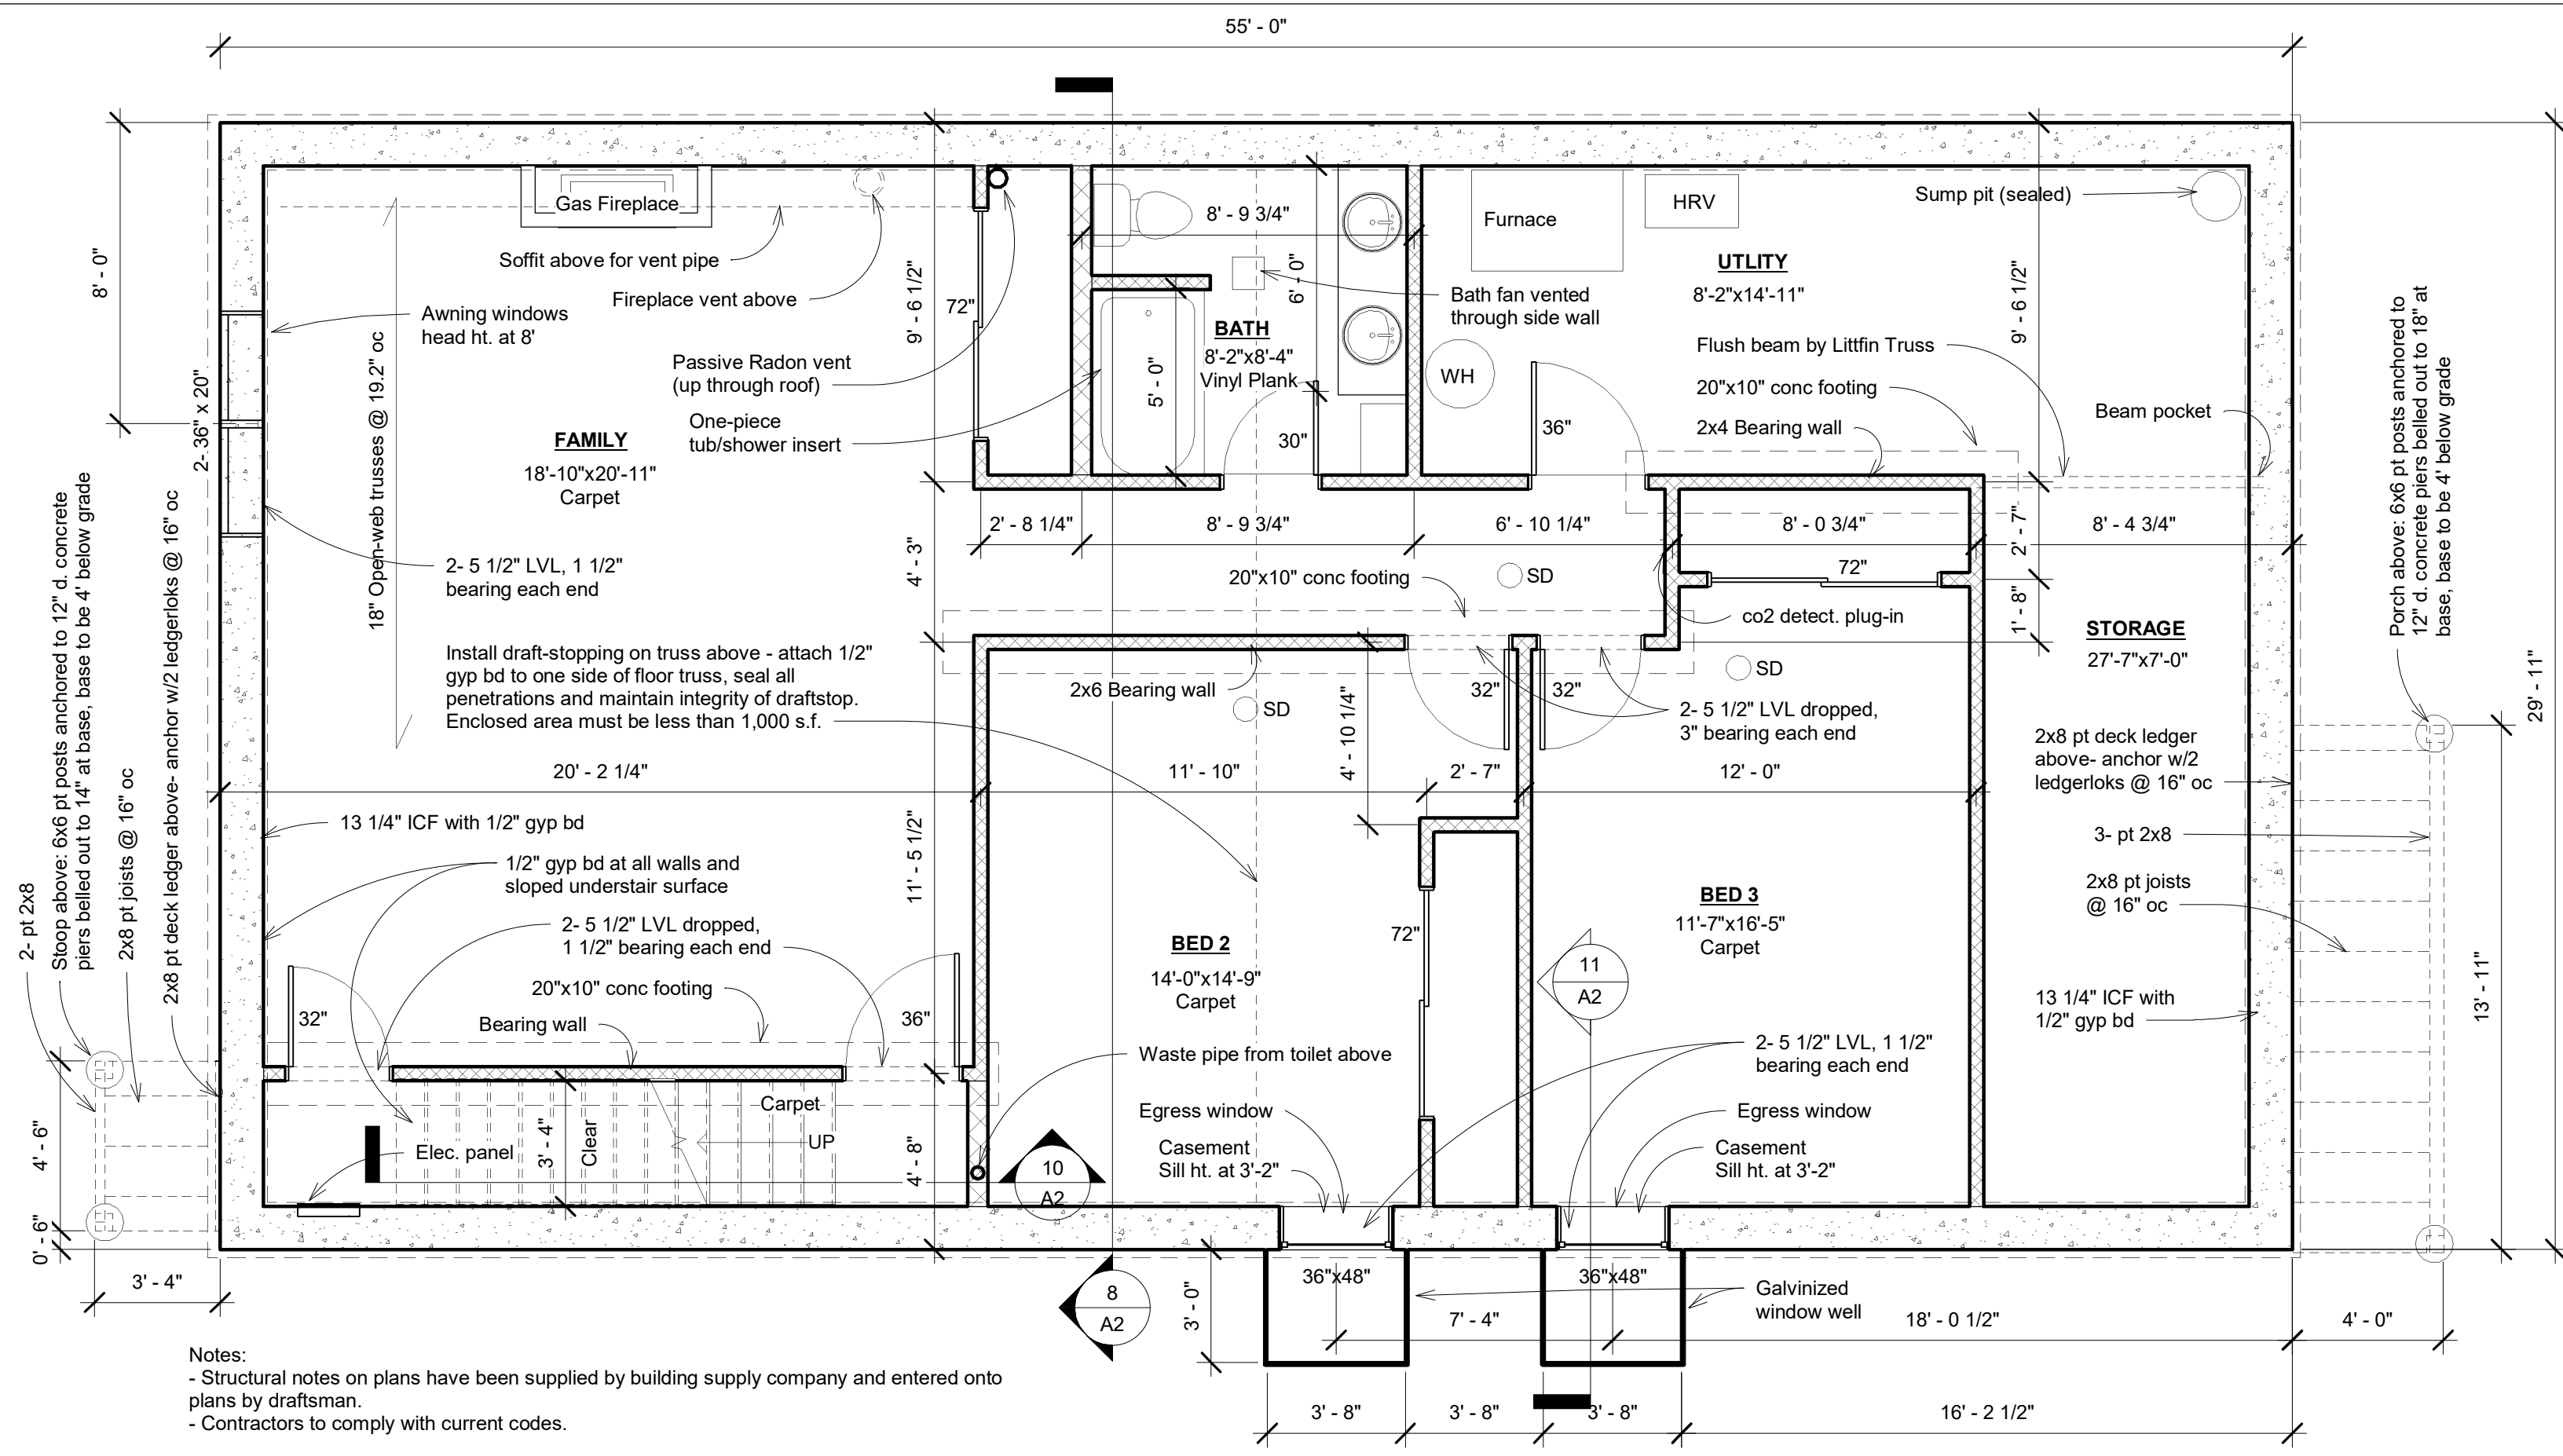 55' - 0"
8' - 0"
Gas Fireplace
Soffit above for vent pipe
Fireplace vent above
Awning windows
head ht. at 8'
2- 36" x 20"
18" Open-web trusses @ 19.2" oc
FAMILY
18'-10"x20'-11"
Carpet
Passive Radon vent
(up through roof)
One-piece
tub/shower insert
9' - 6 1/2"
72"
8' - 9 3/4"
6' - 0"
BATH
8'-2"x8'-4"
Vinyl Plank
5' - 0"
30"
Bath fan vented
through side wall
Furnace
HRV
UTLITY
8'-2"x14'-11"
WH
36"
Sump pit (sealed)
Flush beam by Littfin Truss
20"x10" conc footing
2x4 Bearing wall
Beam pocket
9' - 6 1/2"
Porch above: 6x6 pt posts anchored to
12" d. concrete piers belled out to 18" at
base, base to be 4' below grade
29' - 11"
2' - 8 1/4"
8' - 9 3/4"
6' - 10 1/4"
8' - 0 3/4"
2' - 7"
8' - 4 3/4"
4' - 3"
2- 5 1/2" LVL, 1 1/2"
bearing each end
20"x10" conc footing
SD
72"
co2 detect. plug-in
1' - 8"
STORAGE
27'-7"x7'-0"
Install draft-stopping on truss above - attach 1/2"
gyp bd to one side of floor truss, seal all
penetrations and maintain integrity of draftstop.
Enclosed area must be less than 1,000 s.f.
2x6 Bearing wall
SD
32"
32"
SD
2- 5 1/2" LVL dropped,
3" bearing each end
4' - 10 1/4"
2x8 pt deck ledger
above- anchor w/2
ledgerloks @ 16" oc
20' - 2 1/4"
11' - 10"
2' - 7"
12' - 0"
3- pt 2x8
2x8 pt joists
@ 16" oc
13 1/4" ICF with 1/2" gyp bd
1/2" gyp bd at all walls and
sloped understair surface
11' - 5 1/2"
2- 5 1/2" LVL dropped,
1 1/2" bearing each end
20"x10" conc footing
Bearing wall
32"
36"
BED 2
14'-0"x14'-9"
Carpet
72"
BED 3
11'-7"x16'-5"
Carpet
11
A2
13 1/4" ICF with
1/2" gyp bd
13' - 11"
2- pt 2x8
Stoop above: 6x6 pt posts anchored to 12" d. concrete
piers belled out to 14" at base, base to be 4' below grade
2x8 pt joists @ 16" oc
2x8 pt deck ledger above- anchor w/2 ledgerloks @ 16" oc
Waste pipe from toilet above
2- 5 1/2" LVL, 1 1/2"
bearing each end
Egress window
Casement
Sill ht. at 3'-2"
Egress window
Casement
Sill ht. at 3'-2"
Carpet
UP
Clear
3' - 4"
Elec. panel
4' - 8"
10
A2
4' - 6"
0' - 6"
3' - 4"
8
A2
3' - 0"
36"x48"
36"x48"
Galvinized
window well
7' - 4"
18' - 0 1/2"
4' - 0"
3' - 8"
3' - 8"
3' - 8"
16' - 2 1/2"
Notes:
- Structural notes on plans have been supplied by building supply company and entered onto
plans by draftsman.
- Contractors to comply with current codes.